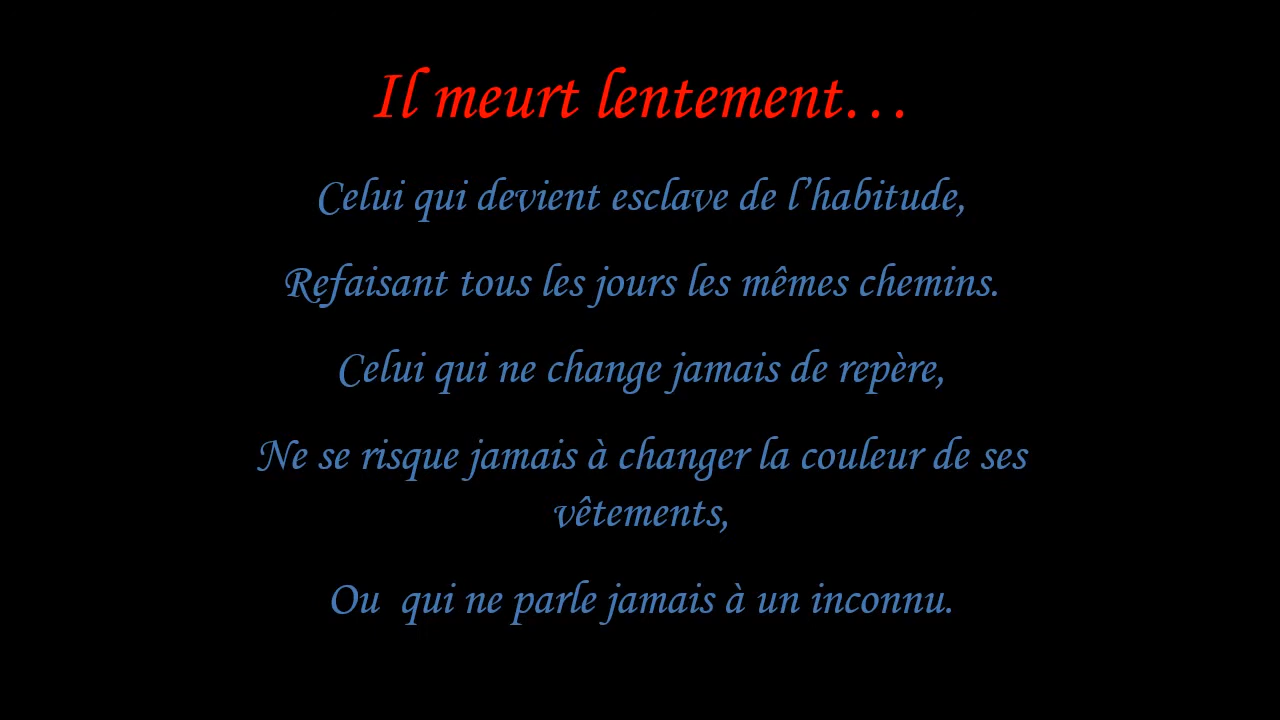 Il meurt lentement…
Celui qui devient esclave de l’habitude,
Refaisant tous les jours les mêmes chemins.
Celui qui ne change jamais de repère,
Ne se risque jamais à changer la couleur de ses
vêtements,
Ou  qui ne parle jamais à un inconnu.